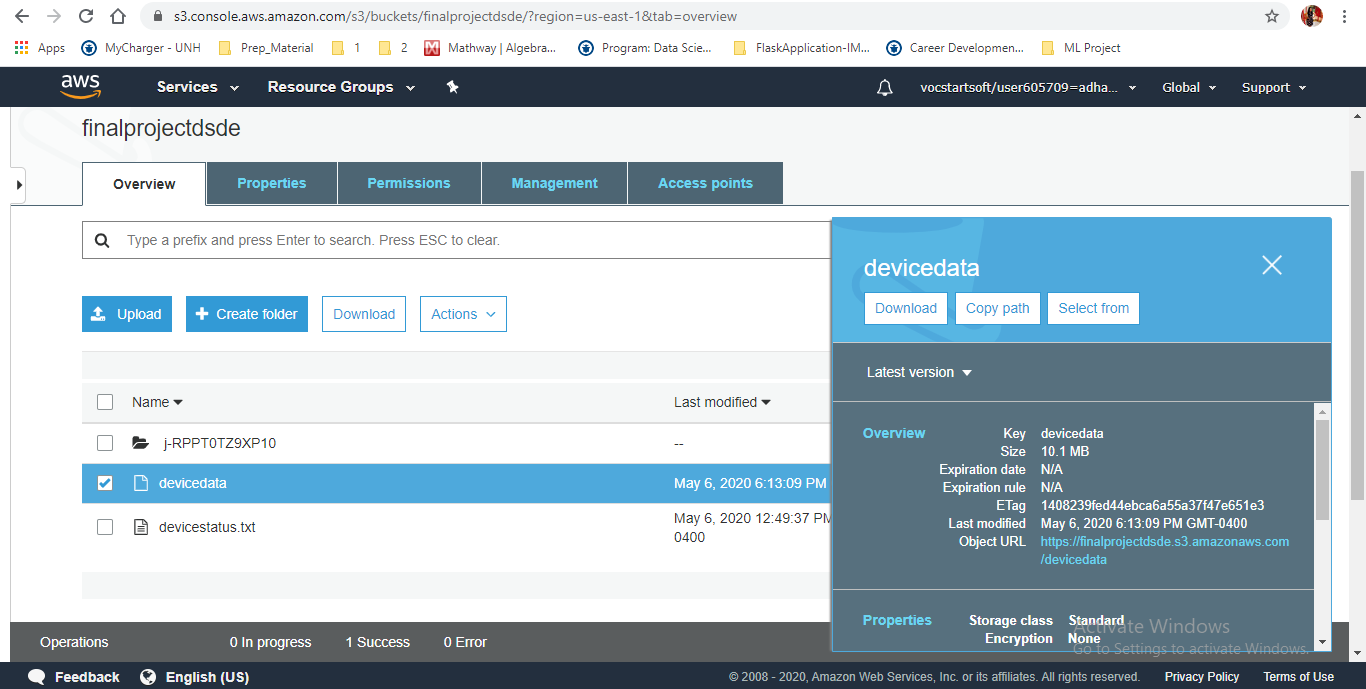 s3.console.aws.amazon.com/s3/buckets/finalprojectdsde/?region=us-east-1&tab=overview
Apps MyCharger - UNH Prep_Material 1 2 Mathway | Algebra... Program: Data Scie... FlaskApplication-IM... Career Developmen... ML Project
aws Services Resource Groups vocstartsoft/user605709=adha... Global Support
finalprojectdsde
Overview Properties Permissions Management Access points
Type a prefix and press Enter to search. Press ESC to clear.
Upload Create folder Download Actions
Name Last modified
j-RPPT0TZ9XP10 --
devicedata May 6, 2020 6:13:09 PM
devicestatus.txt May 6, 2020 12:49:37 PM
0400
devicedata
Download Copy path Select from
Latest version
Overview Key devicedata
Size 10.1 MB
Expiration date N/A
Expiration rule N/A
ETag 1408239fed44ebca6a55a37f47e651e3
Last modified May 6, 2020 6:13:09 PM GMT-0400
Object URL https://finalprojectdsde.s3.amazonaws.com
/devicedata
Properties Storage class Standard
Encryption None
Activate Windows
Go to Settings to activate Windows.
Operations 0 In progress 1 Success 0 Error
Feedback English (US) © 2008 - 2020, Amazon Web Services, Inc. or its affiliates. All rights reserved. Privacy Policy Terms of Use